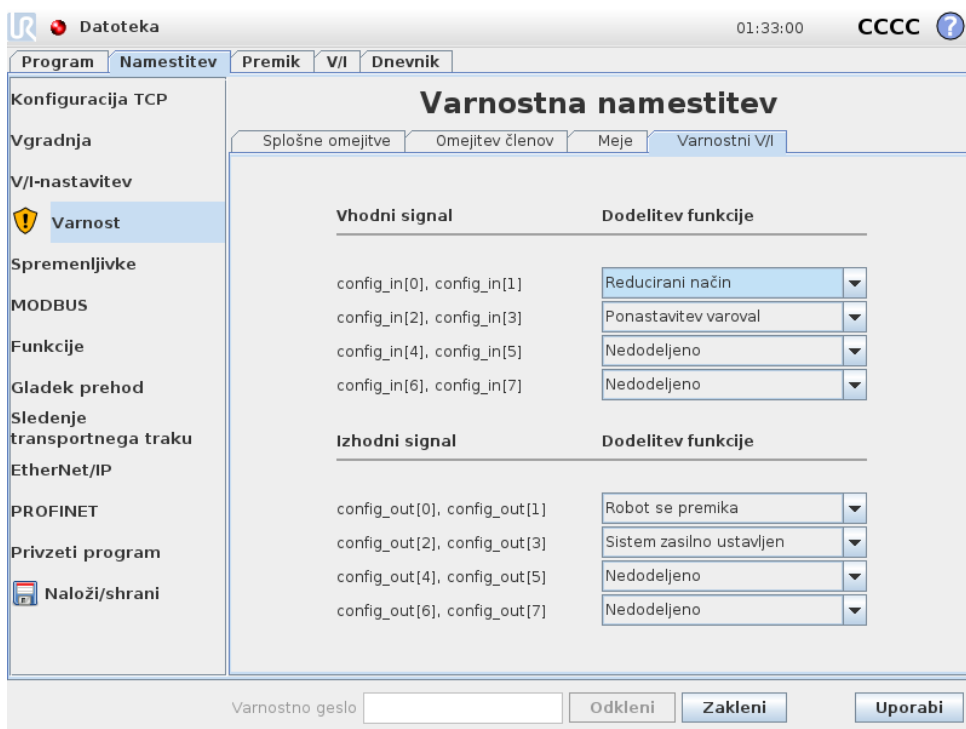 UR Datoteka 01:33:00 CCCC ?
Program Namestitev Premik V/I Dnevnik
Konfiguracija TCP
Vgradnja
V/I-nastavitev
Varnost
Spremenljivke
MODBUS
Funkcije
Gladek prehod
Sledenje
transportnega traku
EtherNet/IP
PROFINET
Privzeti program
Naloži/shrani
Varnostna namestitev
Splošne omejitve Omejitev členov Meje Varnostni V/I
Vhodni signal Dodelitev funkcije
config_in[0], config_in[1] Reducirani način
config_in[2], config_in[3] Ponastavitev varoval
config_in[4], config_in[5] Nedodeljeno
config_in[6], config_in[7] Nedodeljeno
Izhodni signal Dodelitev funkcije
config_out[0], config_out[1] Robot se premika
config_out[2], config_out[3] Sistem zasilno ustavljen
config_out[4], config_out[5] Nedodeljeno
config_out[6], config_out[7] Nedodeljeno
Varnostno geslo Odkleni Zakleni Uporabi